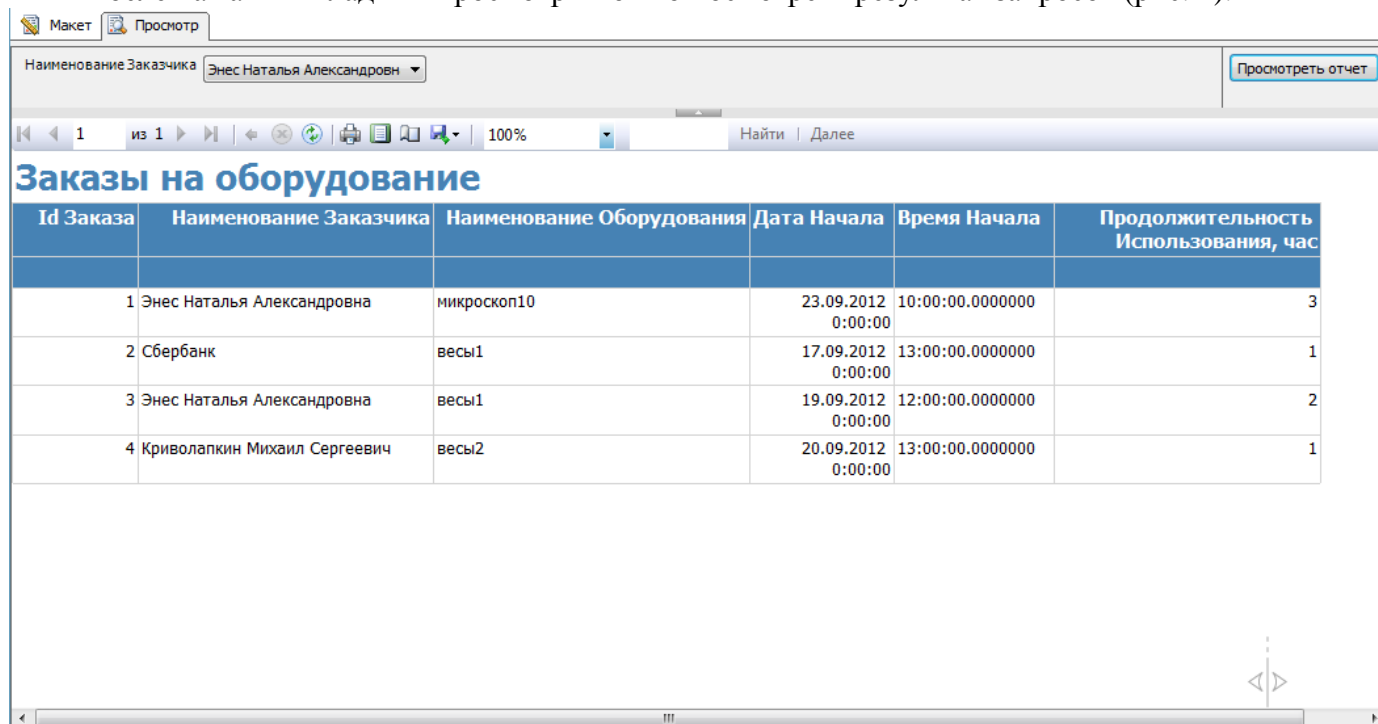 Макет Просмотр
Наименование Заказчика Энес Наталья Александровн Просмотреть отчет
1 из 1 100% Найти | Далее
Заказы на оборудование
Id Заказа Наименование Заказчика Наименование Оборудования Дата Начала Время Начала Продолжительность
Использования, час
1 Энес Наталья Александровна микроскоп10 23.09.2012 10:00:00.0000000 3
0:00:00
2 Сбербанк весы1 17.09.2012 13:00:00.0000000 1
0:00:00
3 Энес Наталья Александровна весы1 19.09.2012 12:00:00.0000000 2
0:00:00
4 Криволапкин Михаил Сергеевич весы2 20.09.2012 13:00:00.0000000 1
0:00:00